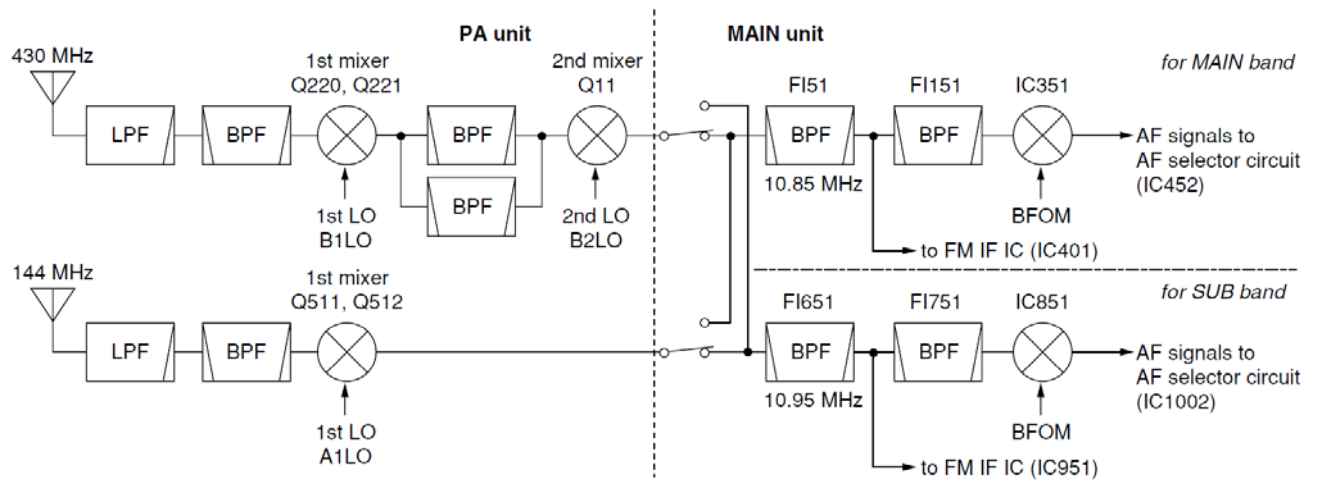 PA unit
MAIN unit
430 MHz
1st mixer
Q220, Q221
2nd mixer
Q11
for MAIN band
FI51
FI151
IC351
LPF
BPF
BPF
BPF
BPF
BPF
10.85 MHz
AF signals to
AF selector circuit
(IC452)
1st LO
B1LO
2nd LO
B2LO
BFOM
to FM IF IC (IC401)
144 MHz
1st mixer
Q511, Q512
for SUB band
FI651
FI751
IC851
LPF
BPF
BPF
BPF
10.95 MHz
AF signals to
AF selector circuit
(IC1002)
1st LO
A1LO
BFOM
to FM IF IC (IC951)